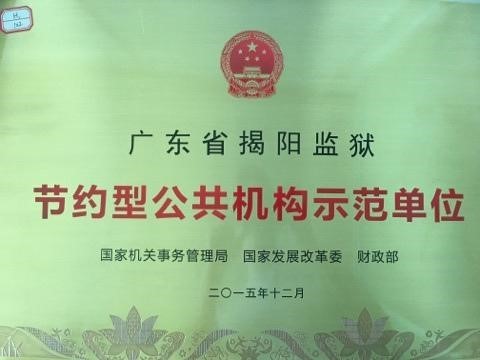 广东省揭阳监狱
节约型公共机构示范单位
国家机关事务管理局 国家发展改革委 财政部
二〇一五年十二月